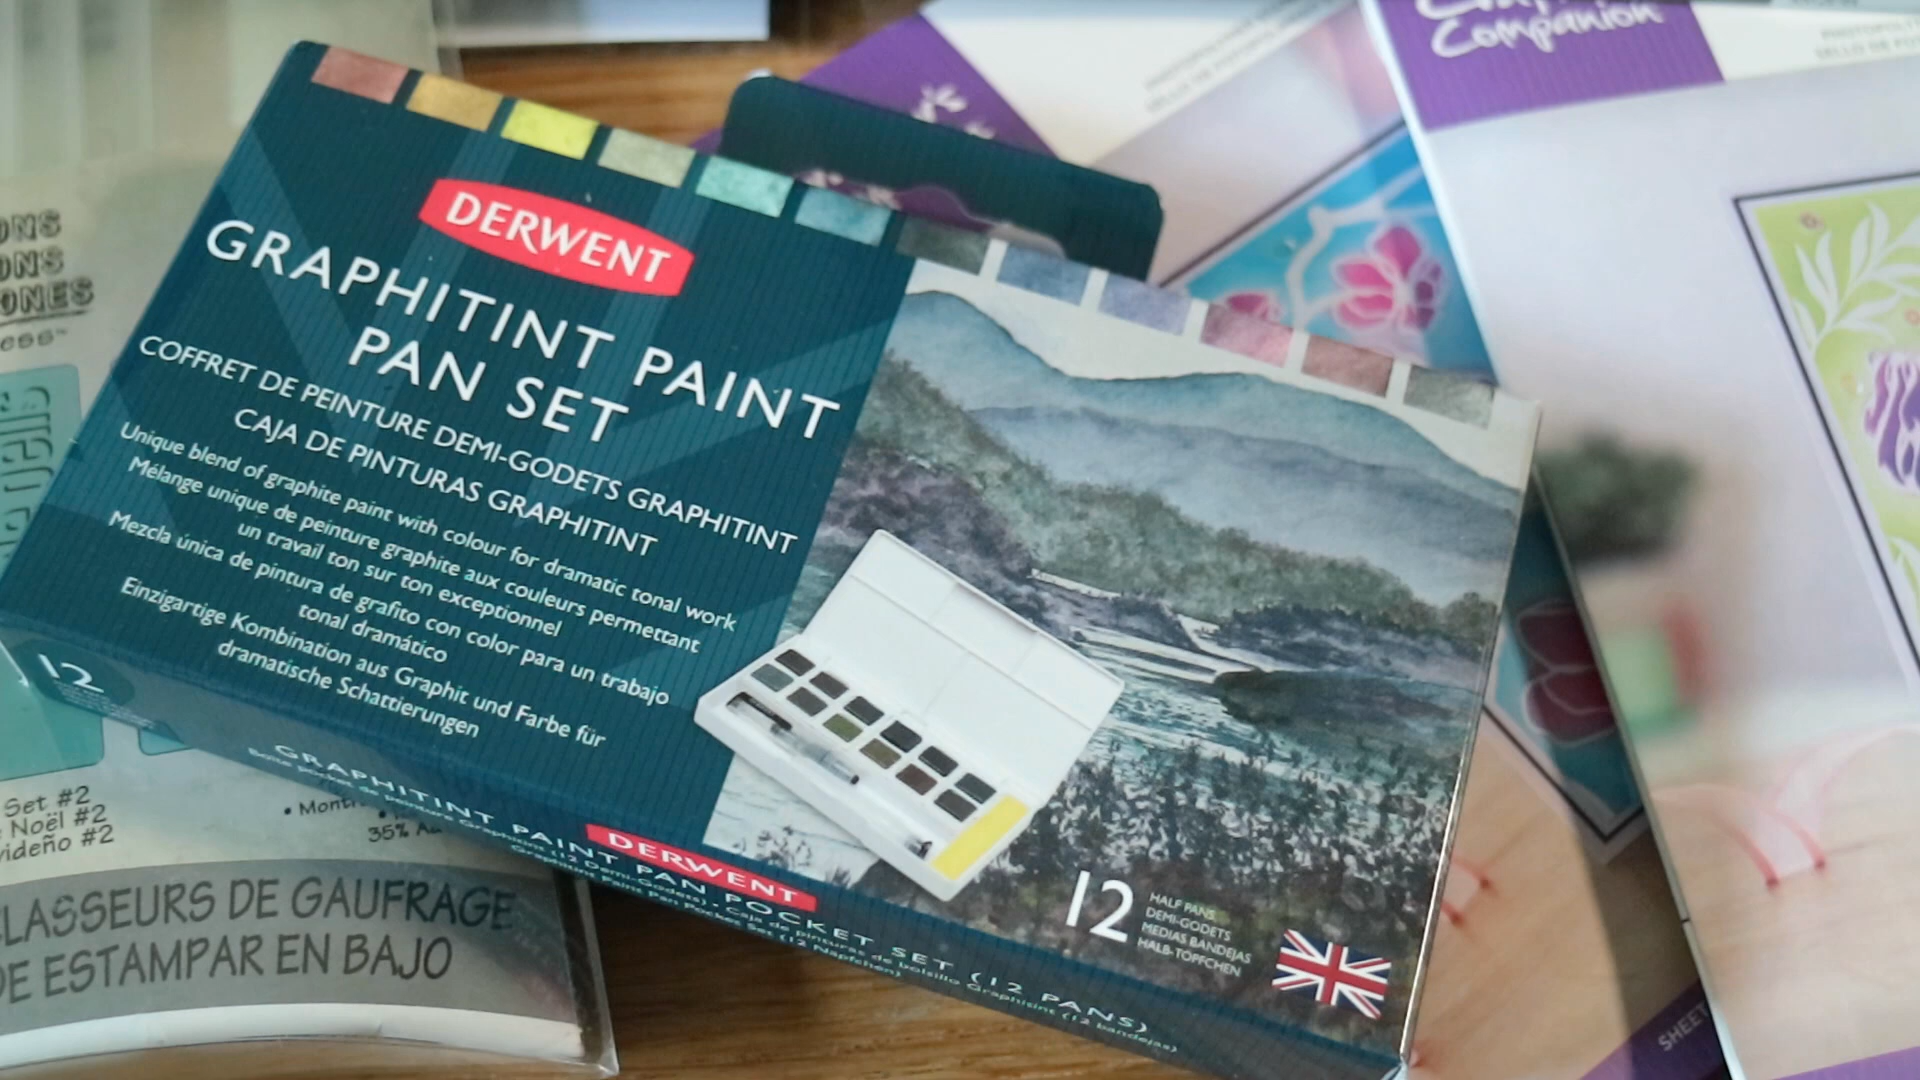 DERWENT
GRAPHITINT PAINT
PAN SET
COFFRET DE PEINTURE DEMI-GODETS GRAPHITINT
CAJA DE PINTURAS GRAPHITINT
Unique blend of graphite paint with colour for dramatic tonal work
Mélange unique de peinture graphite aux couleurs permettant
un travail ton sur ton exceptionnel
Mezcla única de pintura de grafito con color para un trabajo
tonal dramático
Einzigartige Kombination aus Graphit und Farbe für
dramatische Schattierungen
12
HALF PANS
DEMI-GODETS
MEDIAS BANDEJAS
HALB-TÖPFCHEN
12
DERWENT
GRAPHITINT PAINT PAN POCKET SET (12 PANS)
Companion
Set #2
Noël #2
35%
DE GAUFRAGE
DE ESTAMPAR EN BAJO
SHEET